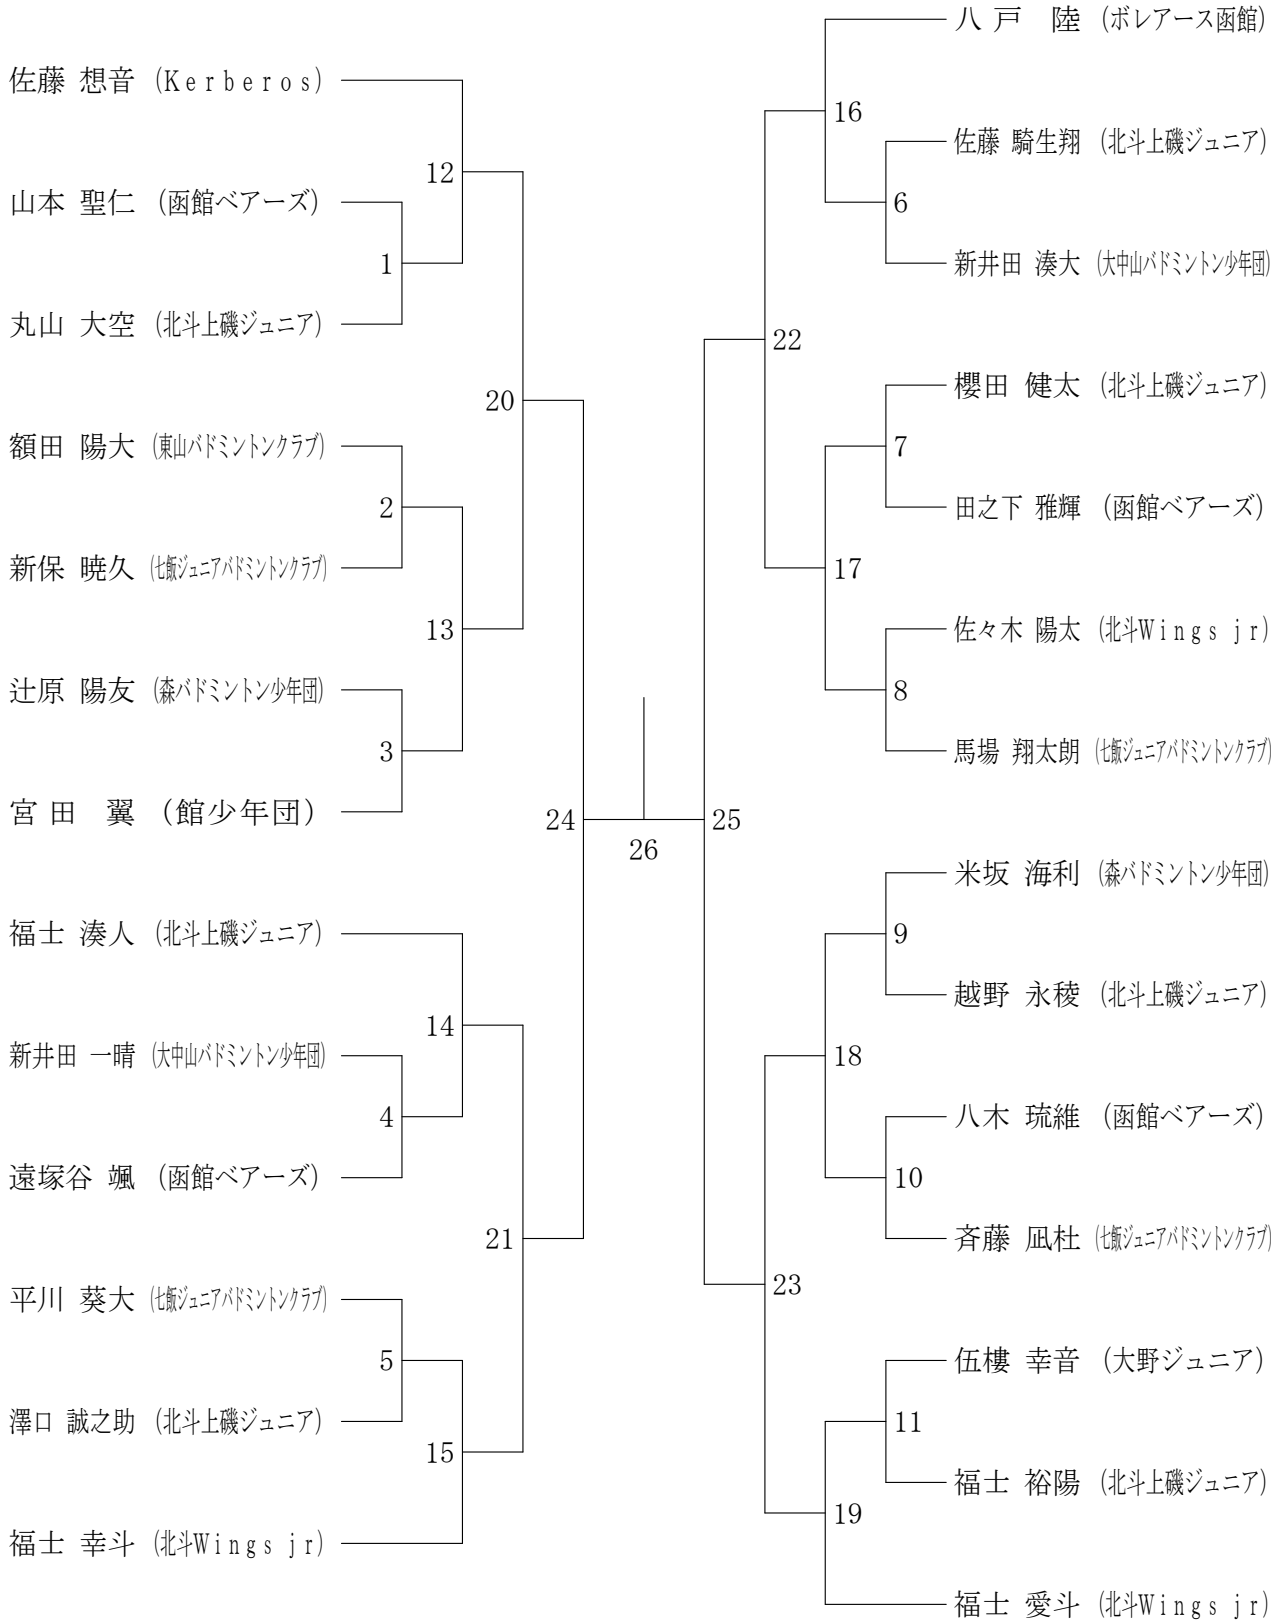 佐藤 想音 (Kerberos)
12
山本 聖仁 (函館ベアーズ)
1
丸山 大空 (北斗上磯ジュニア)
20
額田 陽大 (東山バドミントンクラブ)
2
新保 暁久 (七飯ジュニアバドミントンクラブ)
13
辻原 陽友 (森バドミントン少年団)
3
宮田 翼 (館少年団)
24
福士 湊人 (北斗上磯ジュニア)
14
新井田 一晴 (大中山バドミントン少年団)
4
遠塚谷 颯 (函館ベアーズ)
21
平川 葵大 (七飯ジュニアバドミントンクラブ)
5
澤口 誠之助 (北斗上磯ジュニア)
15
福士 幸斗 (北斗Wings jr)
26
八戸 陸 (ボレアース函館)
16
佐藤 騎生翔 (北斗上磯ジュニア)
6
新井田 湊大 (大中山バドミントン少年団)
22
櫻田 健太 (北斗上磯ジュニア)
7
田之下 雅輝 (函館ベアーズ)
17
佐々木 陽太 (北斗Wings jr)
8
馬場 翔太朗 (七飯ジュニアバドミントンクラブ)
25
米坂 海利 (森バドミントン少年団)
9
越野 永稜 (北斗上磯ジュニア)
18
八木 琉維 (函館ベアーズ)
10
斉藤 凪杜 (七飯ジュニアバドミントンクラブ)
23
伍樓 幸音 (大野ジュニア)
11
福士 裕陽 (北斗上磯ジュニア)
19
福士 愛斗 (北斗Wings jr)